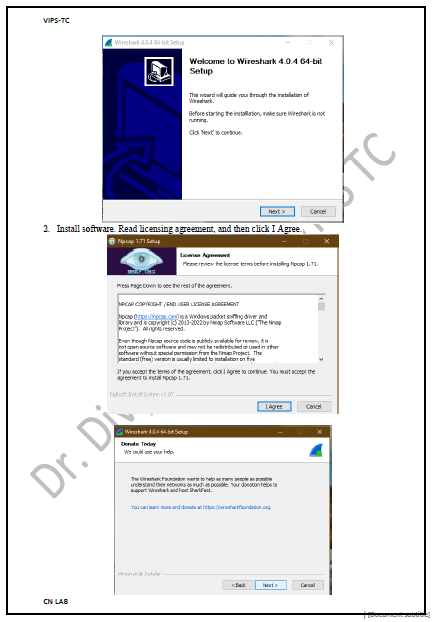 VIPS-TC
Wireshark 4.0.4 64-bit Setup
Welcome to Wireshark 4.0.4 64-bit
Setup
This wizard will guide you through the installation of
Wireshark.
Before starting the installation, make sure Wireshark is not
running.
Click 'Next' to continue.
Next >
Cancel
2. Install software. Read licensing agreement, and then click I Agree.
Npcap 1.71 Setup
License Agreement
Please review the license terms before installing Npcap 1.71.
NMAP.ORG
Press Page Down to see the rest of the agreement.
NPCAP COPYRIGHT / END USER LICENSE AGREEMENT
Npcap (https://npcap.com) is a Windows packet sniffing driver and
library and is copyright (c) 2013-2022 by Nmap Software LLC ("The Nmap
Project"). All rights reserved.
Even though Npcap source code is publicly available for review, it is
not open source software and may not be redistributed or used in other
software without special permission from the Nmap Project. The
standard (free) version is usually limited to installation on five
If you accept the terms of the agreement, click I Agree to continue. You must accept the
agreement to install Npcap 1.71.
Nullsoft Install System v3.07
I Agree
Cancel
Wireshark 4.0.4 64-bit Setup
Donate Today
We could use your help.
The Wireshark Foundation wants to help as many people as possible
understand their networks as much as possible. Your donation helps to
support Wireshark and host SharkFest.
You can learn more and donate at https://wiresharkfoundation.org.
Wireshark® Installer
< Back
Next >
Cancel
Dr. Di
PS TC
CN LAB
| [Document subtitle]